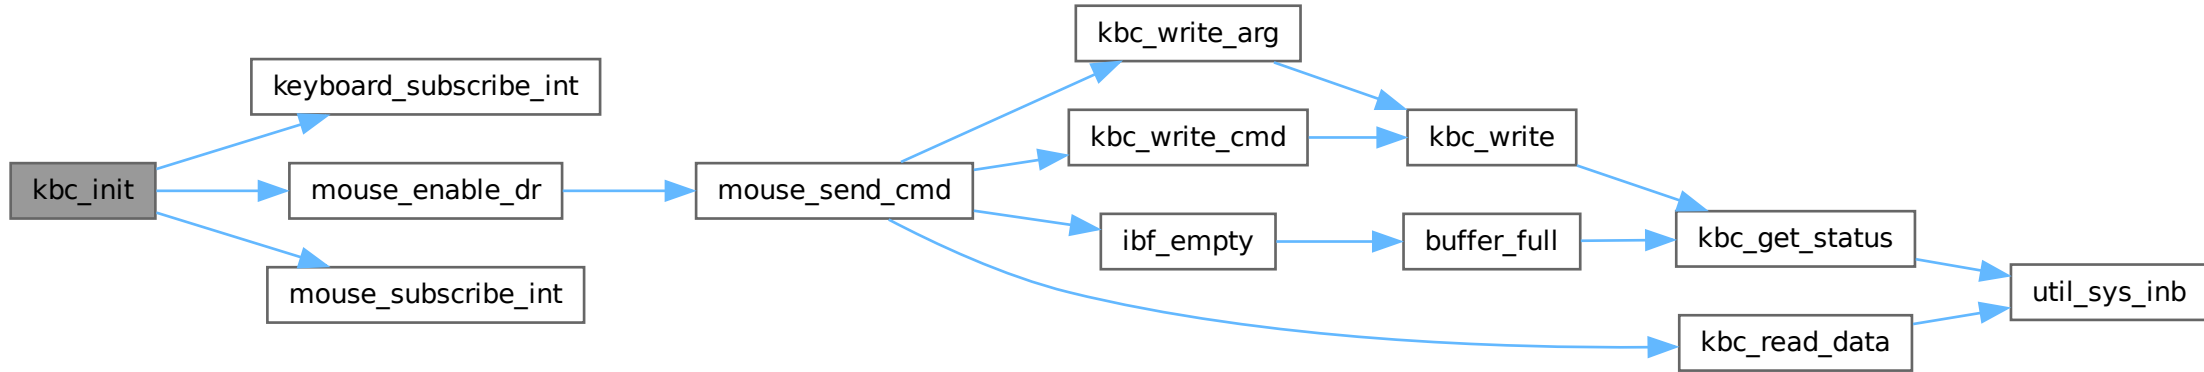 kbc_init
keyboard_subscribe_int
mouse_enable_dr
mouse_subscribe_int
mouse_send_cmd
kbc_write_arg
kbc_write_cmd
ibf_empty
kbc_write
buffer_full
kbc_get_status
kbc_read_data
util_sys_inb